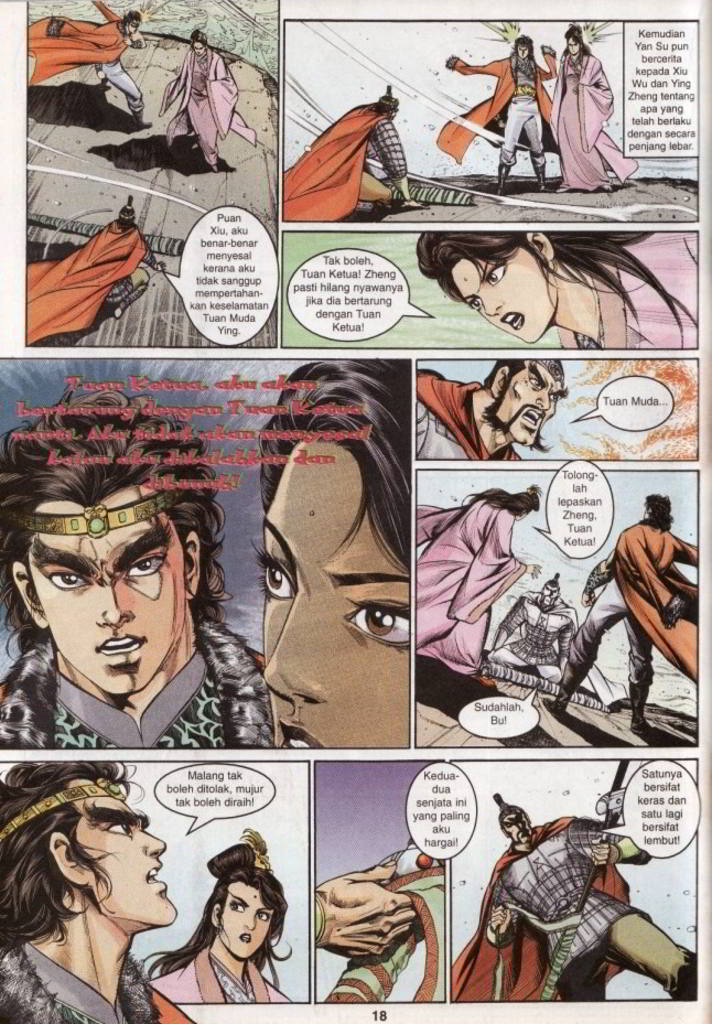 Puan
Xiu, aku
benar-benar
menyesal
kerana aku
tidak sanggup
mempertahan-
kan keselamatan
Tuan Muda
Ying.
Kemudian
Yan Su pun
bercerita
kepada Xiu
Wu dan Ying
Zheng tentang
apa yang
telah berlaku
dengan secara
panjang lebar.
Tak boleh,
Tuan Ketua! Zheng
pasti hilang nyawanya
jika dia bertarung
dengan Tuan
Ketua!
Tuan Ketua, aku akan
bertarung dengan Tuan Ketua
nanti. Aku tidak akan menyesal
kalau aku dikalahkan dan
dibunuh!
Tuan Muda...
Tolong-
lah
lepaskan
Zheng,
Tuan
Ketua!
Sudahlah,
Bu!
Malang tak
boleh ditolak, mujur
tak boleh diraih!
Kedua-
dua
senjata ini
yang paling
aku
hargai!
Satunya
bersifat
keras dan
satu lagi
bersifat
lembut!
18